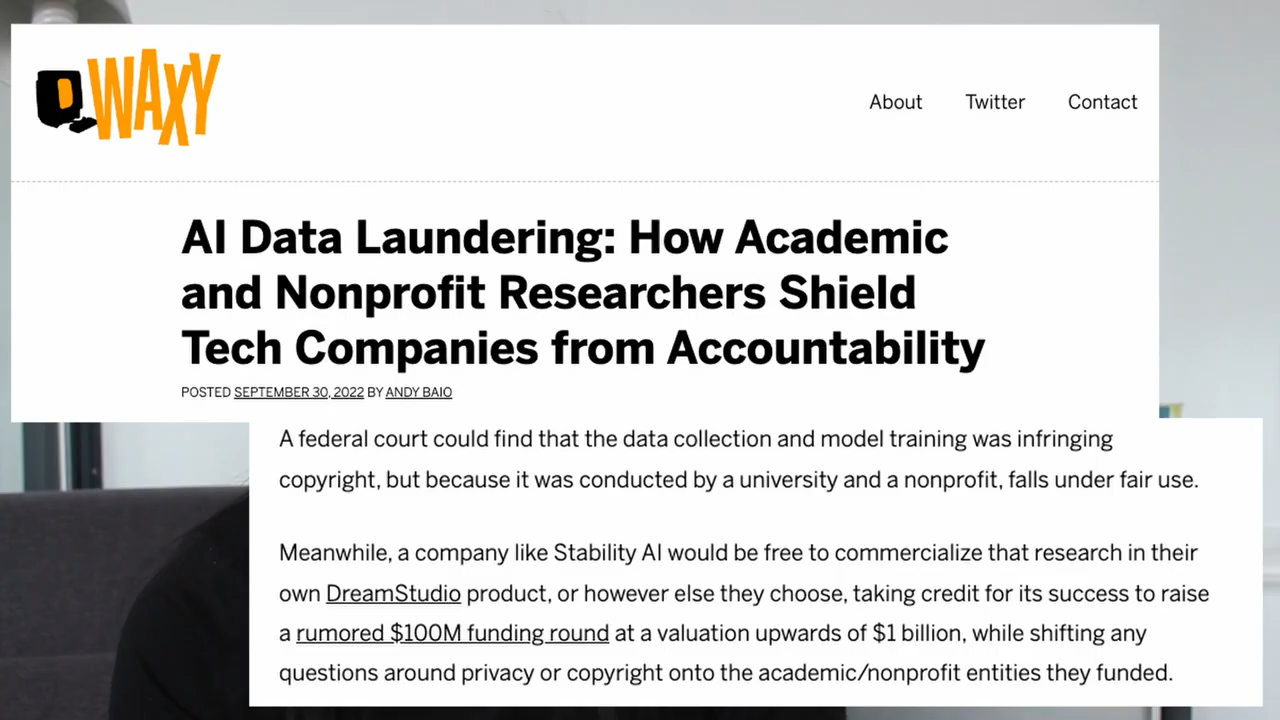 WAXY
About Twitter Contact
AI Data Laundering: How Academic
and Nonprofit Researchers Shield
Tech Companies from Accountability
POSTED SEPTEMBER 30, 2022 BY ANDY BAIO
A federal court could find that the data collection and model training was infringing
copyright, but because it was conducted by a university and a nonprofit, falls under fair use.
Meanwhile, a company like Stability AI would be free to commercialize that research in their
own DreamStudio product, or however else they choose, taking credit for its success to raise
a rumored $100M funding round at a valuation upwards of $1 billion, while shifting any
questions around privacy or copyright onto the academic/nonprofit entities they funded.